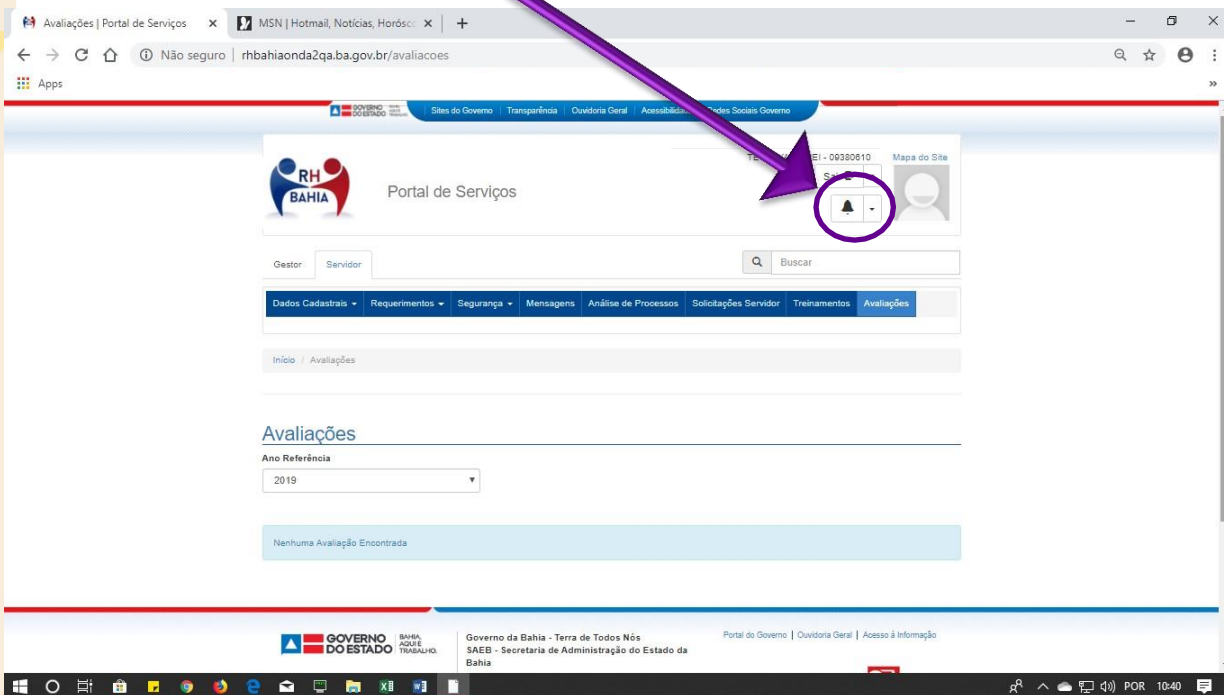 Avaliações | Portal de Serviços
MSN | Hotmail, Notícias, Horósc
Não seguro | rhbahiaonda2qa.ba.gov.br/avaliacoes
Apps
GOVERNO DO ESTADO
Sites do Governo | Transparência | Ouvidoria Geral | Acessibilida Redes Sociais Governo
EI - 09380610 Mapa do Site
RH BAHIA
Portal de Serviços
Gestor Servidor
Buscar
Dados Cadastrais Requerimentos Segurança Mensagens Análise de Processos Solicitações Servidor Treinamentos Avaliações
Início / Avaliações
Avaliações
Ano Referência
2019
Nenhuma Avaliação Encontrada
GOVERNO DO ESTADO
BAHIA. AQUI É TRABALHO.
Governo da Bahia - Terra de Todos Nós
SAEB - Secretaria de Administração do Estado da
Bahia
Portal do Governo | Ouvidoria Geral | Acesso à Informação
POR 10:40